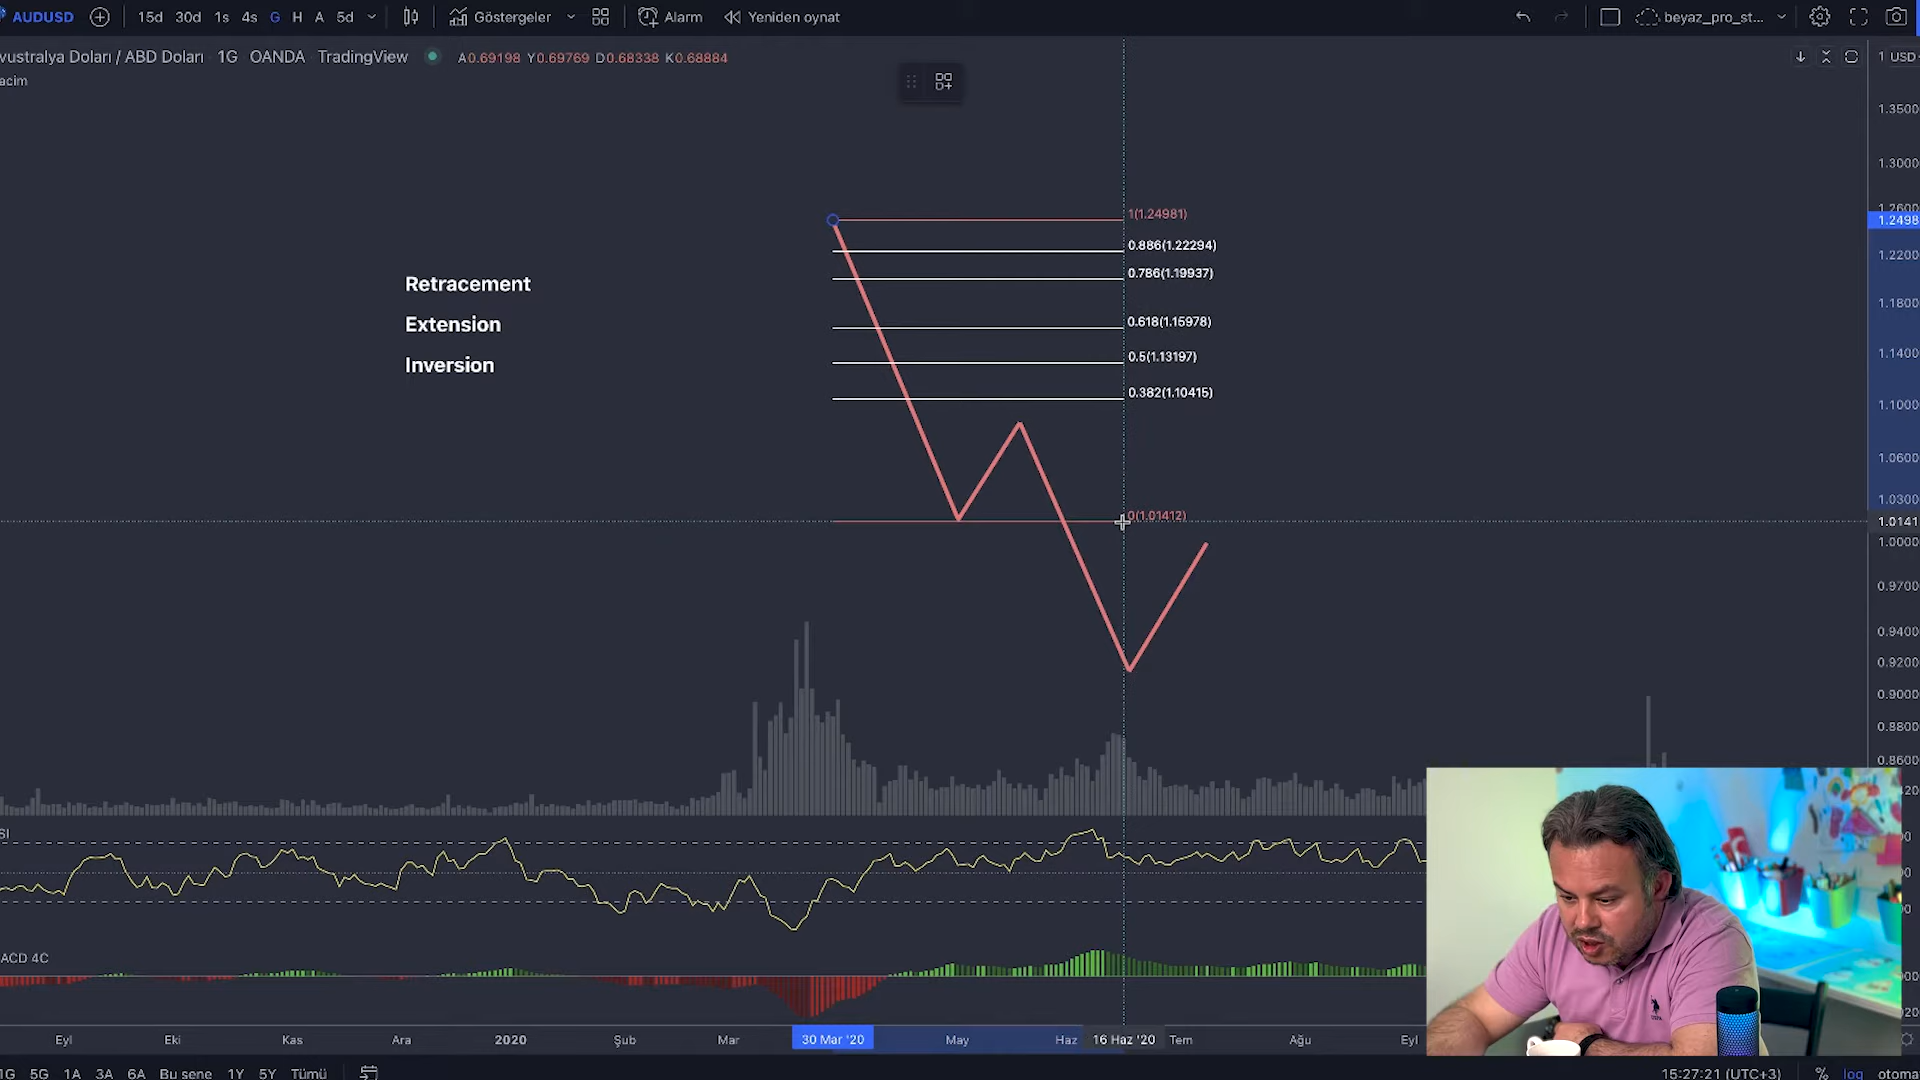 AUDUSD 15d 30d 1s 4s G H A 5d Göstergeler Alarm Yeniden oynat beyaz_pro_st...
vustralya Doları / ABD Doları 1G OANDA TradingView A0.69198 Y0.69769 D0.68338 K0.68884
1 USD
acim
1.3500
1.3000
1(1.24981)
1.2600
1.2498
0.886(1.22294)
1.2200
0.786(1.19937)
Retracement
1.1800
Extension
0.618(1.15978)
Inversion
0.5(1.13197)
1.1400
0.382(1.10415)
1.1000
1.0600
1.0300
0(1.01412)
1.0141
1.0000
0.9700
0.9400
0.9200
0.9000
0.8800
0.8600
SI
ACD 4C
Eyl Eki Kas Ara 2020 Şub Mar 30 Mar '20 May Haz 16 Haz '20 Tem Ağu Eyl
1G 5G 1A 3A 6A Bu sene 1Y 5Y Tümü 15:27:21 (UTC+3) % log otoma